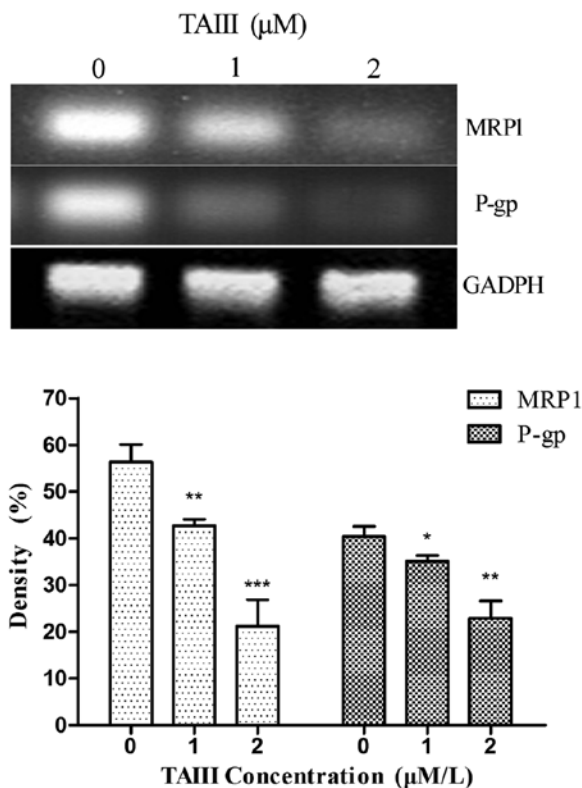 TAIII (μM)
0 1 2
MRP1
P-gp
GADPH
MRP1
P-gp
70
60
50
40
30
20
10
0
Density (%)
** *** * **
0 1 2 0 1 2
TAIII Concentration (μM/L)